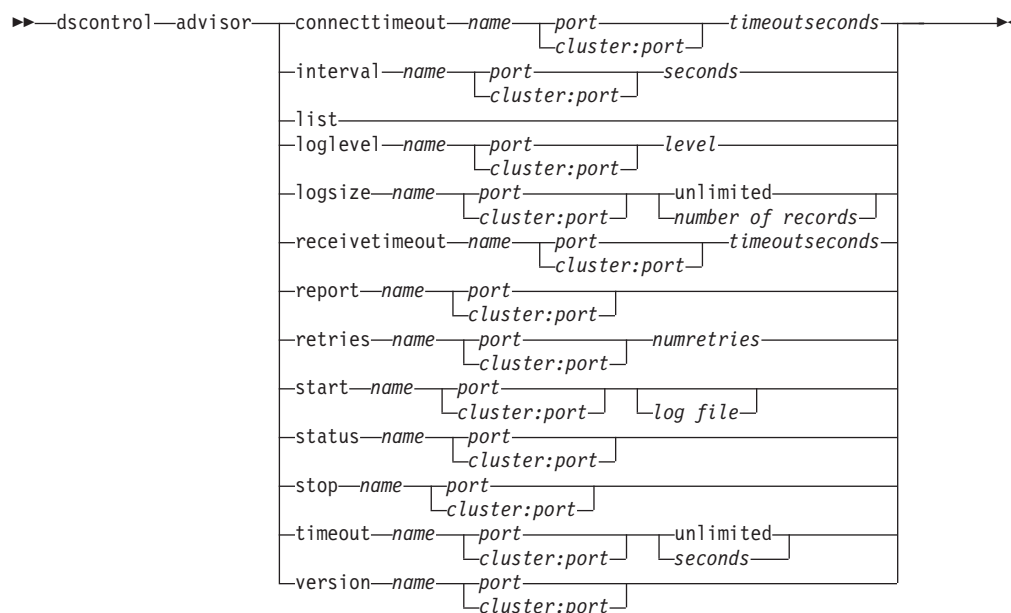 dscontrol advisor connecttimeout name port timeoutseconds
cluster:port
interval name port seconds
cluster:port
list
loglevel name port level
cluster:port
logsize name port unlimited
cluster:port number of records
receivetimeout name port timeoutseconds
cluster:port
report name port
cluster:port
retries name port numretries
cluster:port
start name port
cluster:port log file
status name port
cluster:port
stop name port
cluster:port
timeout name port unlimited
cluster:port seconds
version name port
cluster:port